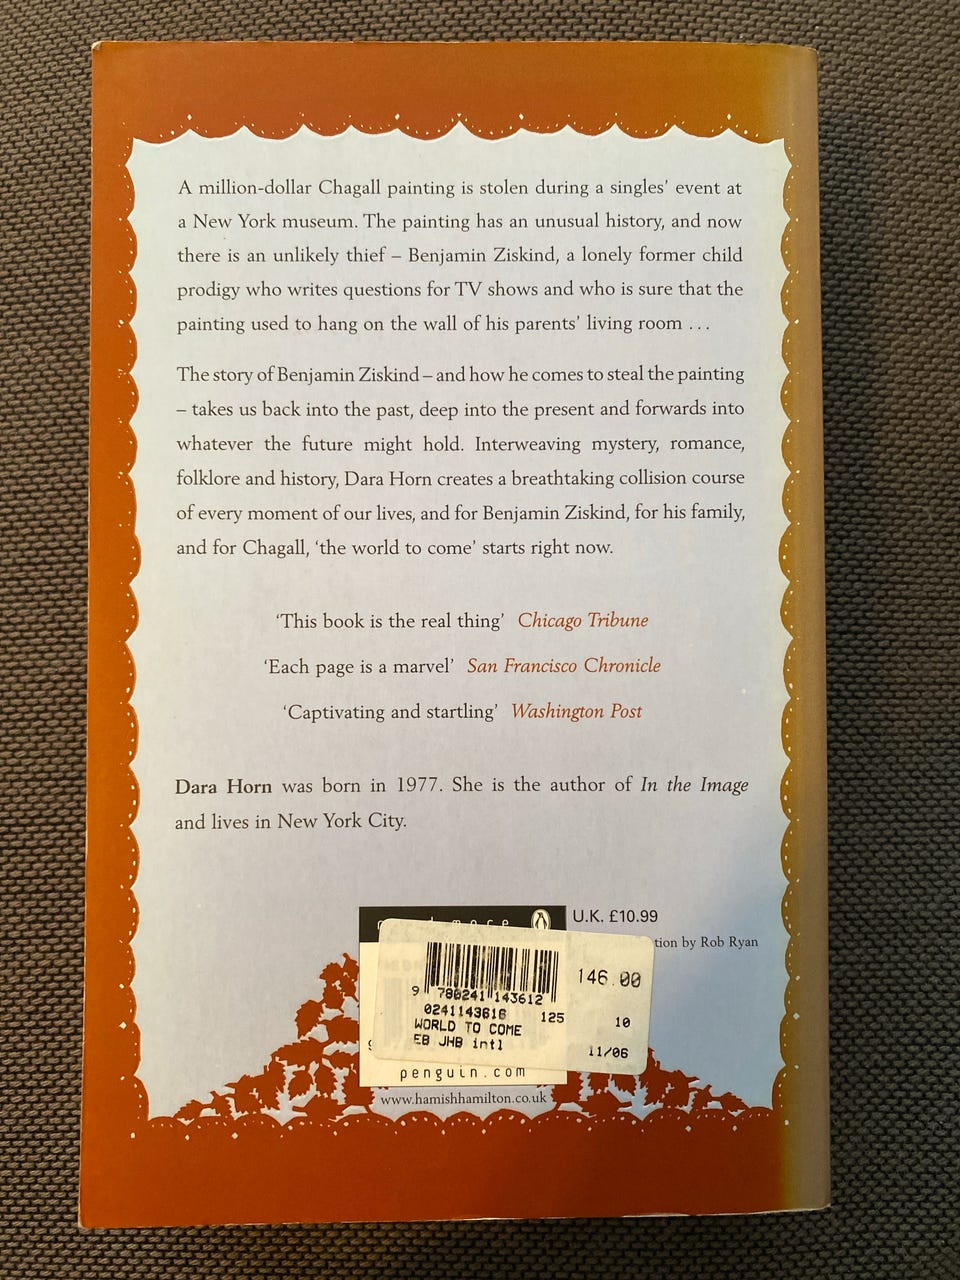 A million-dollar Chagall painting is stolen during a singles’ event at
a New York museum. The painting has an unusual history, and now
there is an unlikely thief – Benjamin Ziskind, a lonely former child
prodigy who writes questions for TV shows and who is sure that the
painting used to hang on the wall of his parents’ living room ...
The story of Benjamin Ziskind – and how he comes to steal the painting
– takes us back into the past, deep into the present and forwards into
whatever the future might hold. Interweaving mystery, romance,
folklore and history, Dara Horn creates a breathtaking collision course
of every moment of our lives, and for Benjamin Ziskind, for his family,
and for Chagall, ‘the world to come’ starts right now.
‘This book is the real thing’ Chicago Tribune
‘Each page is a marvel’ San Francisco Chronicle
‘Captivating and startling’ Washington Post
Dara Horn was born in 1977. She is the author of In the Image
and lives in New York City.
U.K. £10.99
tion by Rob Ryan
146.00
9 780241 143612
0241143616 125 10
WORLD TO COME
EB JHB intl 11/06
penguin.com
www.hamishhamilton.co.uk